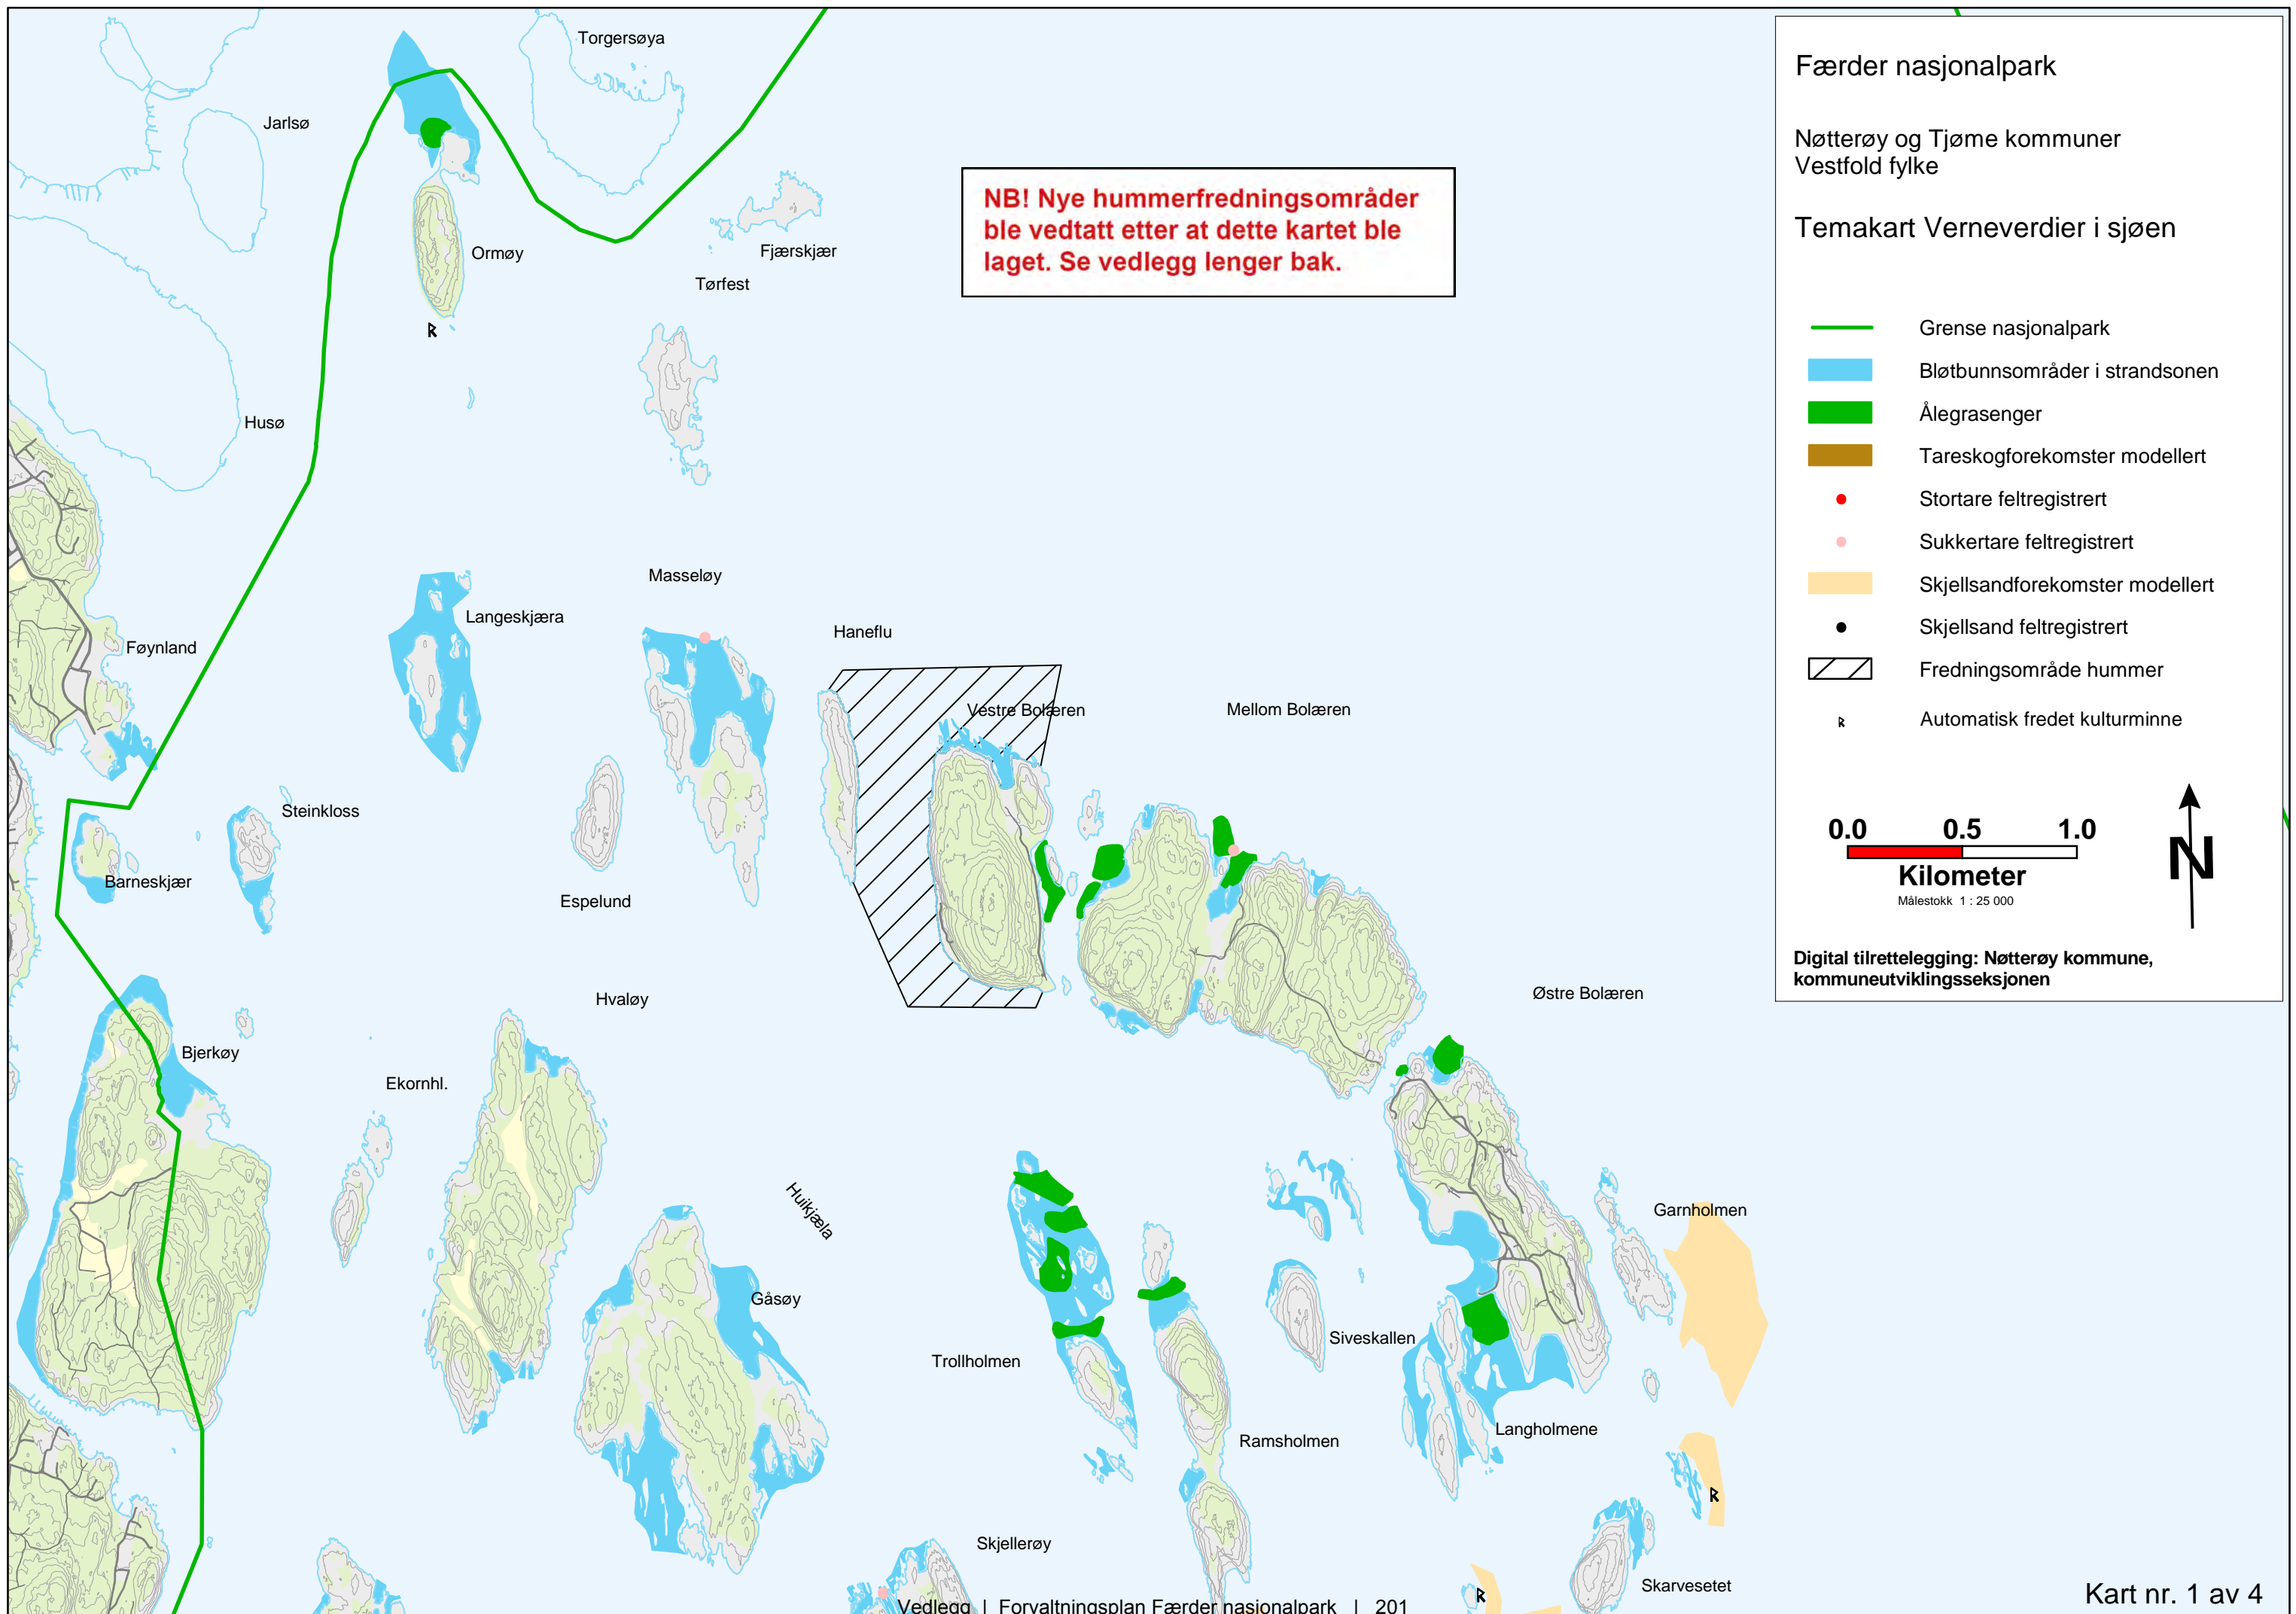 Færder nasjonalpark
Nøtterøy og Tjøme kommuner
Vestfold fylke
Temakart Verneverdier i sjøen
Grense nasjonalpark
Bløtbunnsområder i strandsonen
Ålegrasenger
Tareskogforekomster modellert
Stortare feltregistrert
Sukkertare feltregistrert
Skjellsandforekomster modellert
Skjellsand feltregistrert
Fredningsområde hummer
Automatisk fredet kulturminne
0.0 0.5 1.0
Kilometer
Målestokk 1 : 25 000
N
Digital tilrettelegging: Nøtterøy kommune,
kommuneutviklingsseksjonen
NB! Nye hummerfredningsområder
ble vedtatt etter at dette kartet ble
laget. Se vedlegg lenger bak.
Torgersøya
Jarlsø
Ormøy
Fjærskjær
Tørfest
Husø
Masseløy
Langeskjæra
Haneflu
Føynland
Vestre Bolæren
Mellom Bolæren
Steinkloss
Barneskjær
Espelund
Østre Bolæren
Hvaløy
Bjerkøy
Ekornhl.
Huikjæla
Garnholmen
Gåsøy
Siveskallen
Trollholmen
Langholmene
Ramsholmen
Skjellerøy
Skarvesetet
Kart nr. 1 av 4
Vedlegg | Forvaltningsplan Færder nasjonalpark | 201